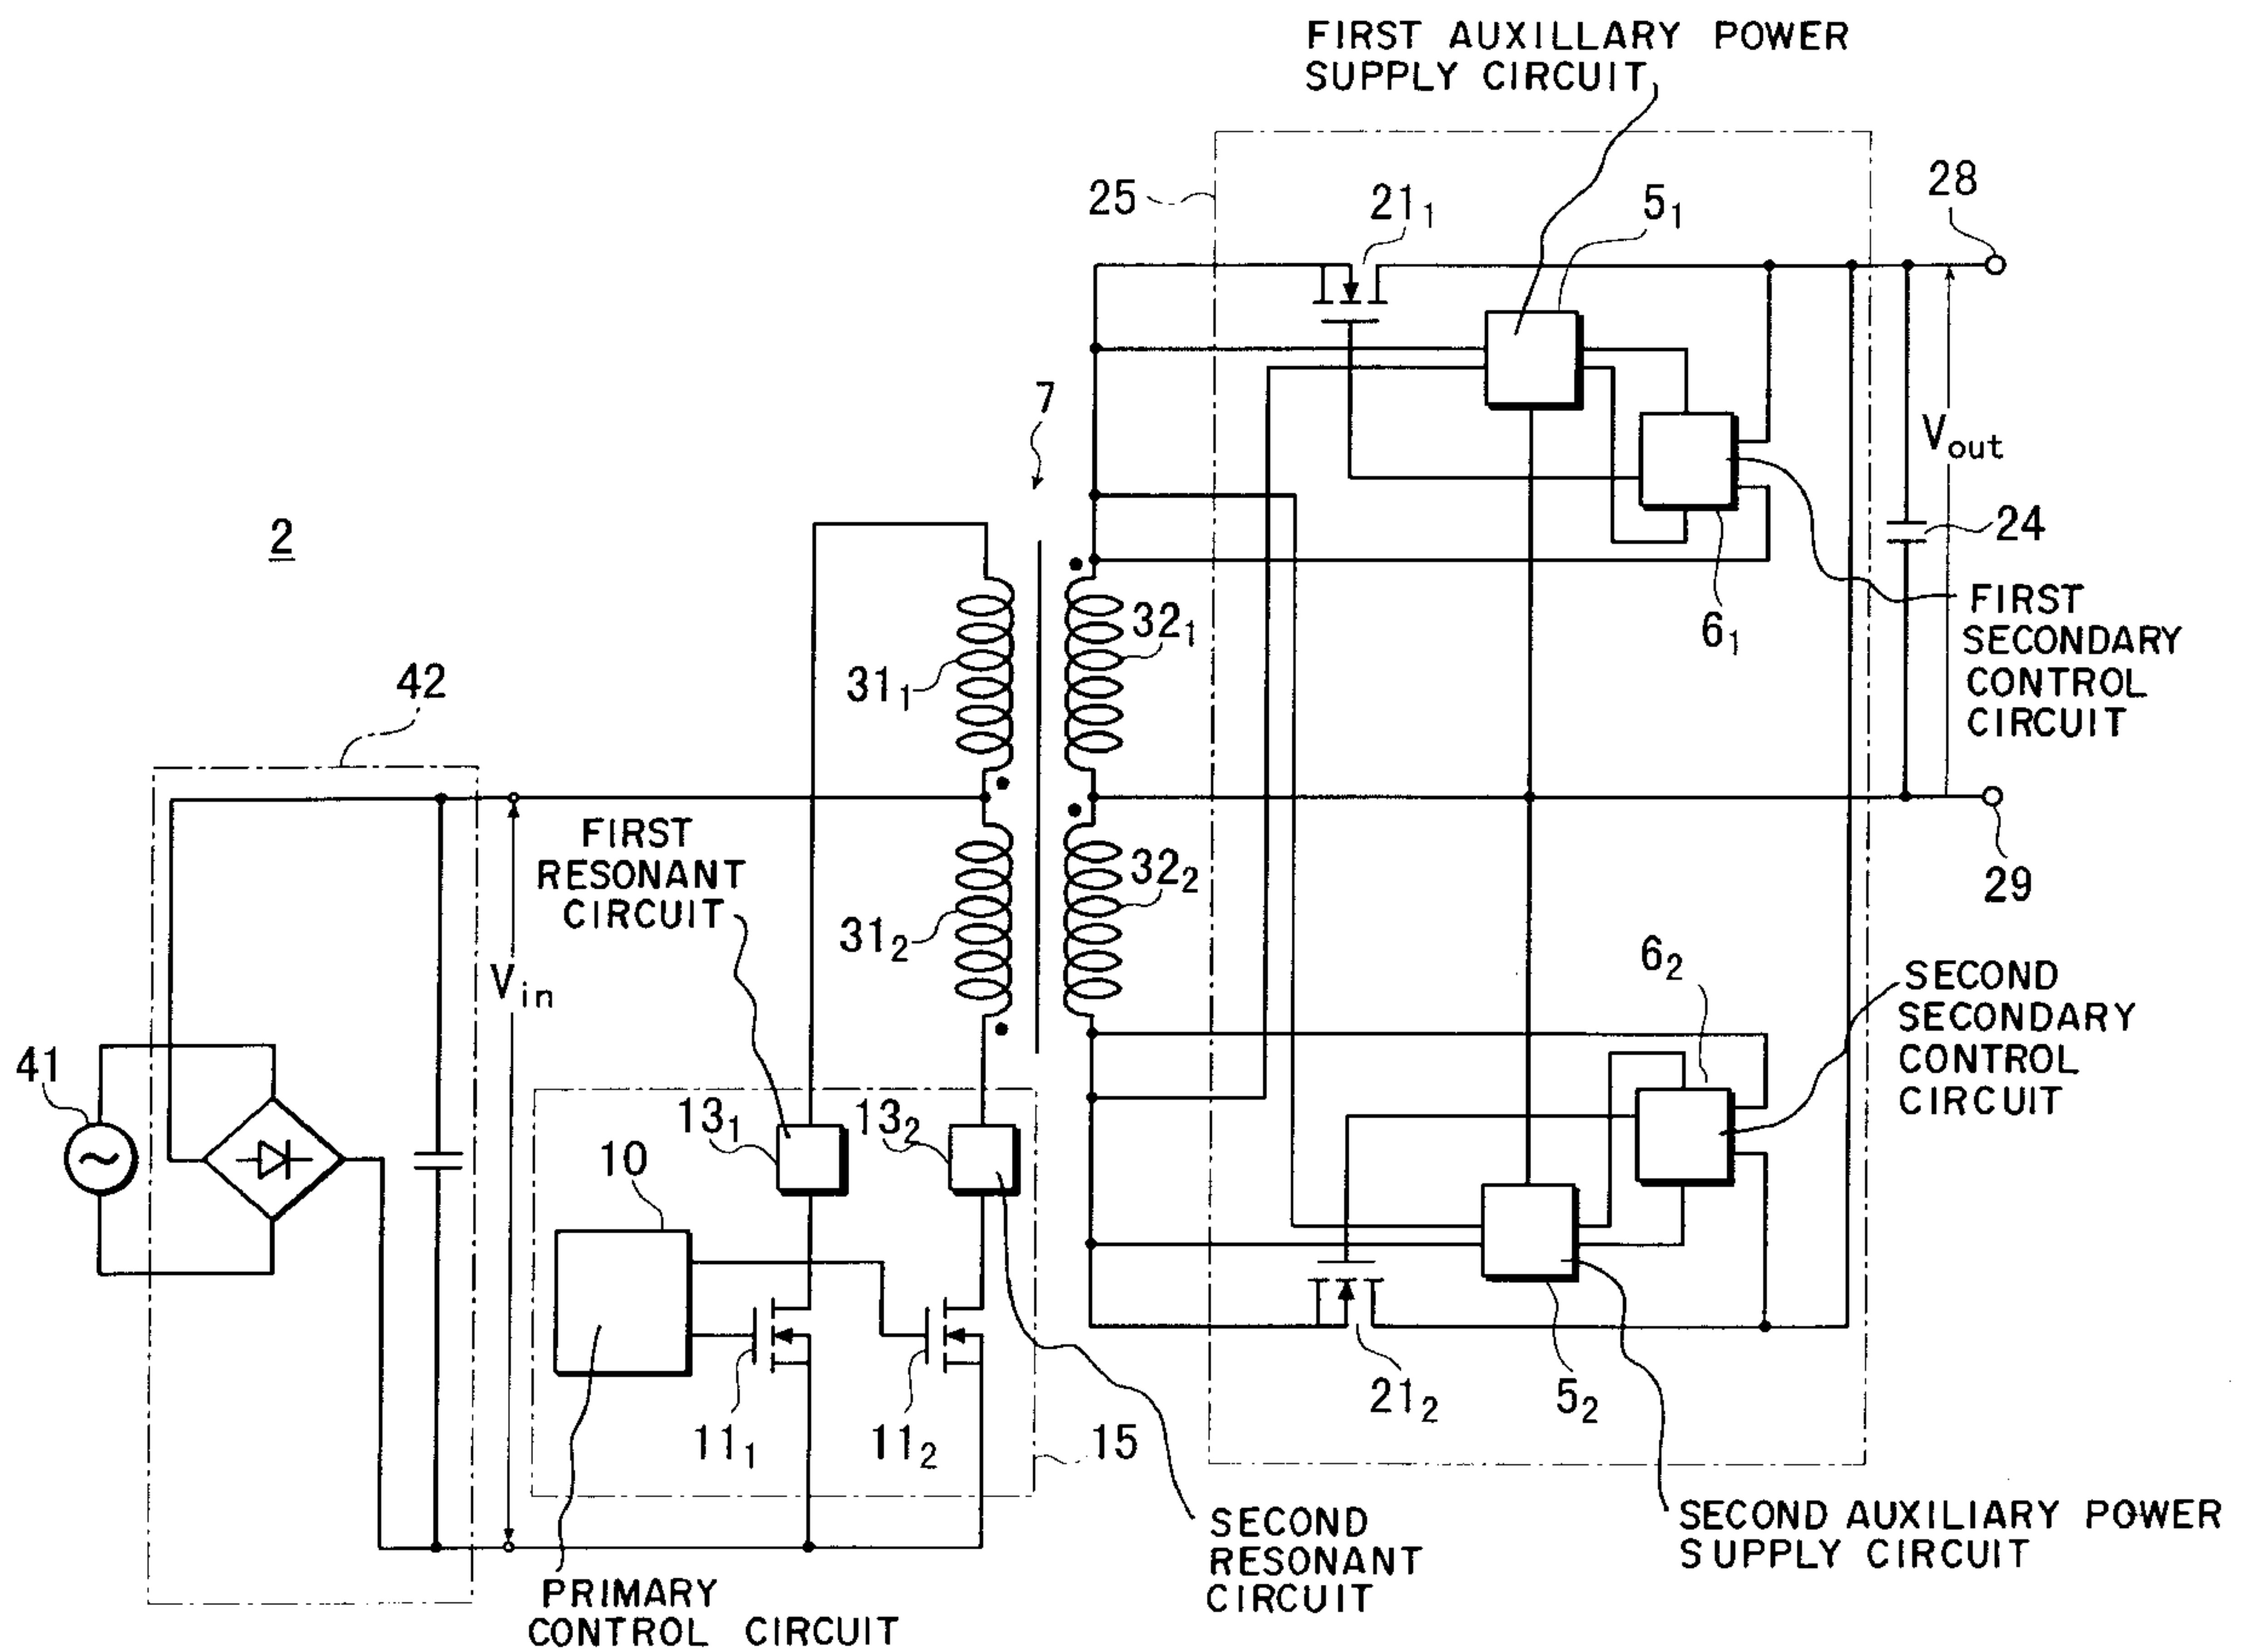 FIRST AUXILLARY POWER
SUPPLY CIRCUIT
25
21₁
5₁
28
7
Vout
2
24
32₁
6₁
FIRST
SECONDARY
CONTROL
CIRCUIT
31₁
42
FIRST
RESONANT
CIRCUIT
32₂
29
31₂
6₂
Vin
SECOND
SECONDARY
CONTROL
CIRCUIT
41
13₁
13₂
10
21₂
5₂
11₁
11₂
15
SECOND
RESONANT
CIRCUIT
SECOND AUXILIARY POWER
SUPPLY CIRCUIT
PRIMARY
CONTROL CIRCUIT